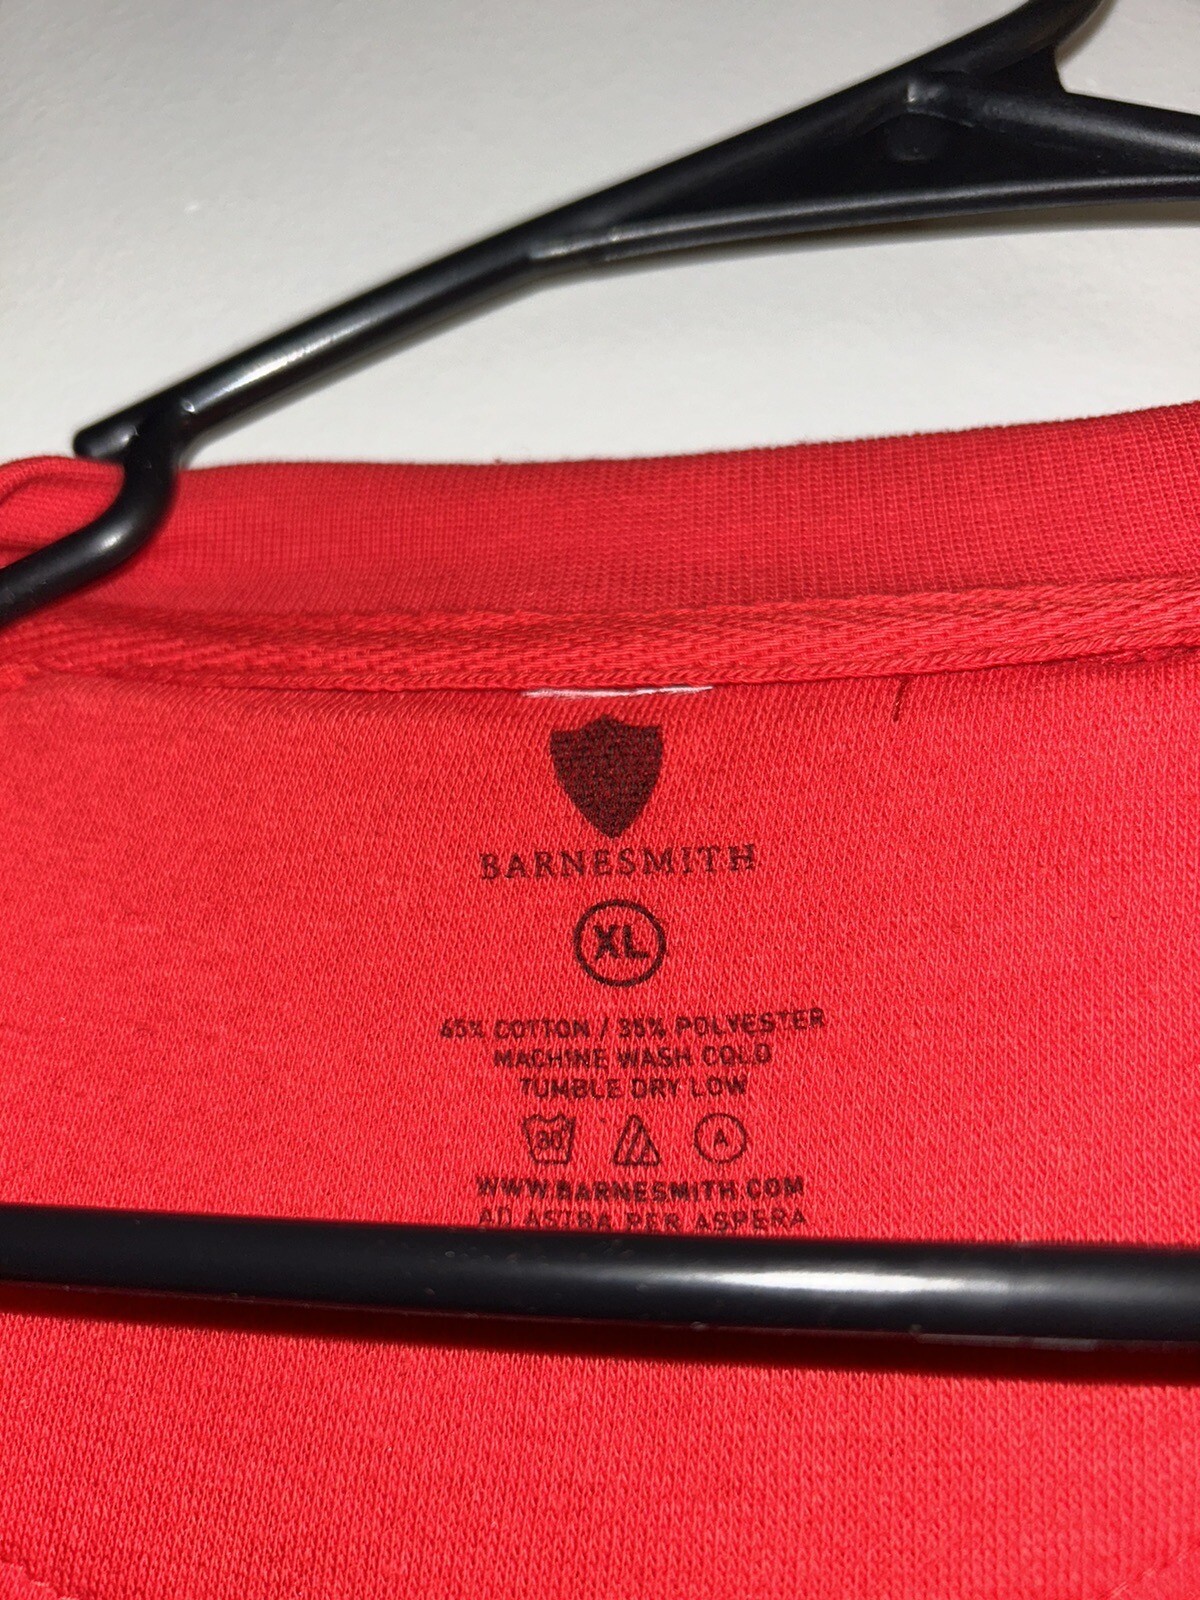 BARNESMITH
XL
65% COTTON / 35% POLYESTER
MACHINE WASH COLD
TUMBLE DRY LOW
30 A
WWW.BARNESMITH.COM
AD ASTRA PER ASPERA